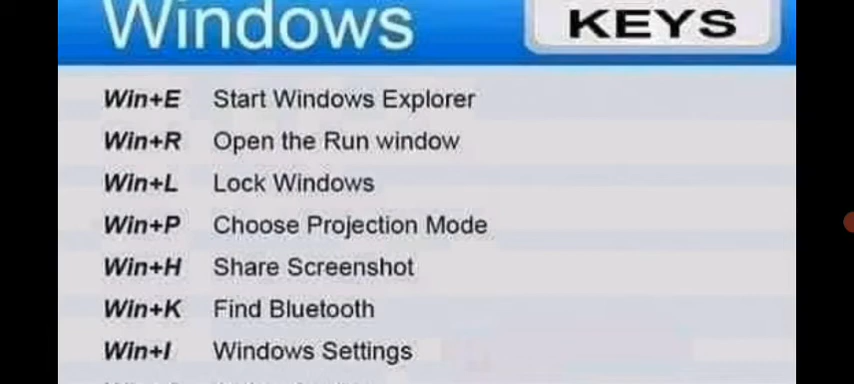 Windows
KEYS
Win+E Start Windows Explorer
Win+R Open the Run window
Win+L Lock Windows
Win+P Choose Projection Mode
Win+H Share Screenshot
Win+K Find Bluetooth
Win+I Windows Settings